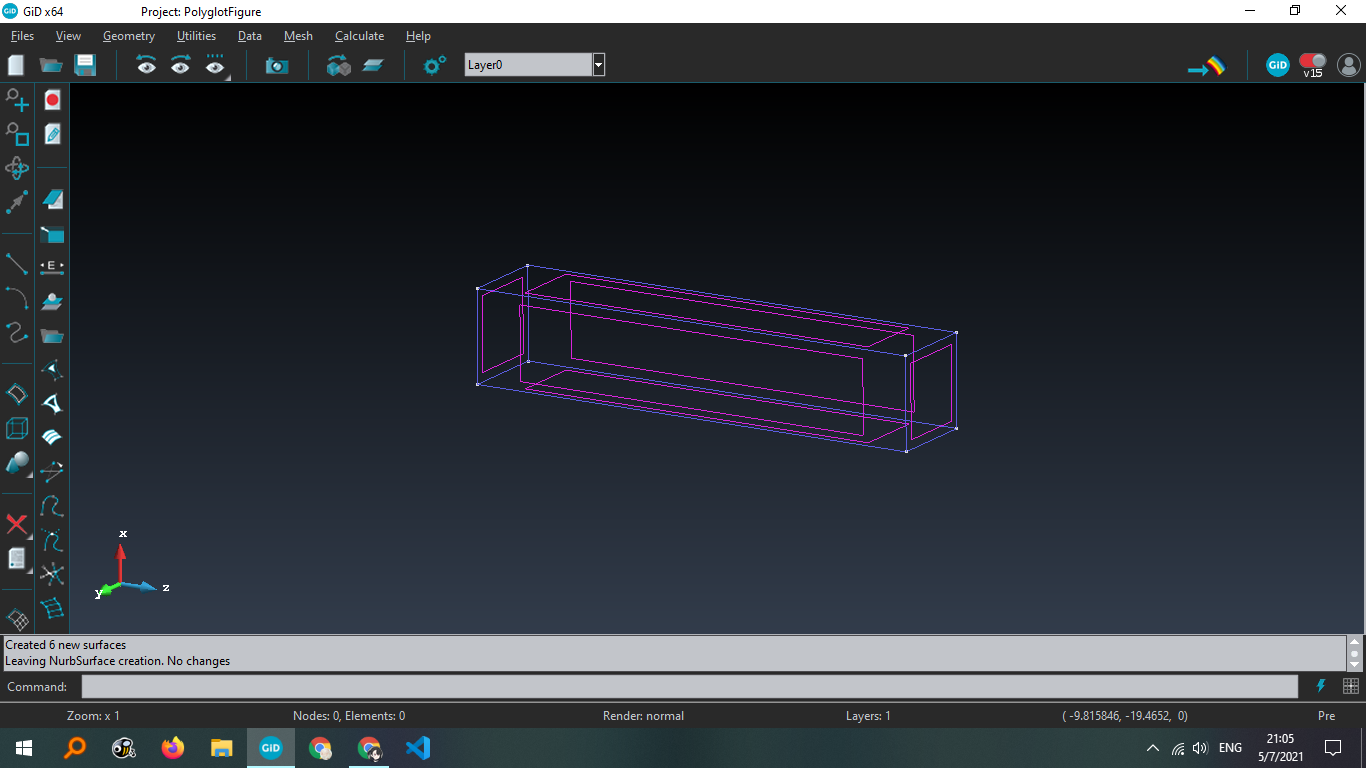 GiD
GiD x64
Project: PolyglotFigure
Files View Geometry Utilities Data Mesh Calculate Help
Layer0
GiD
v15
E
x
y
z
Created 6 new surfaces
Leaving NurbSurface creation. No changes
Command:
Zoom: x 1
Nodes: 0, Elements: 0
Render: normal
Layers: 1
( -9.815846, -19.4652, 0)
Pre
GiD
ENG
21:05
5/7/2021